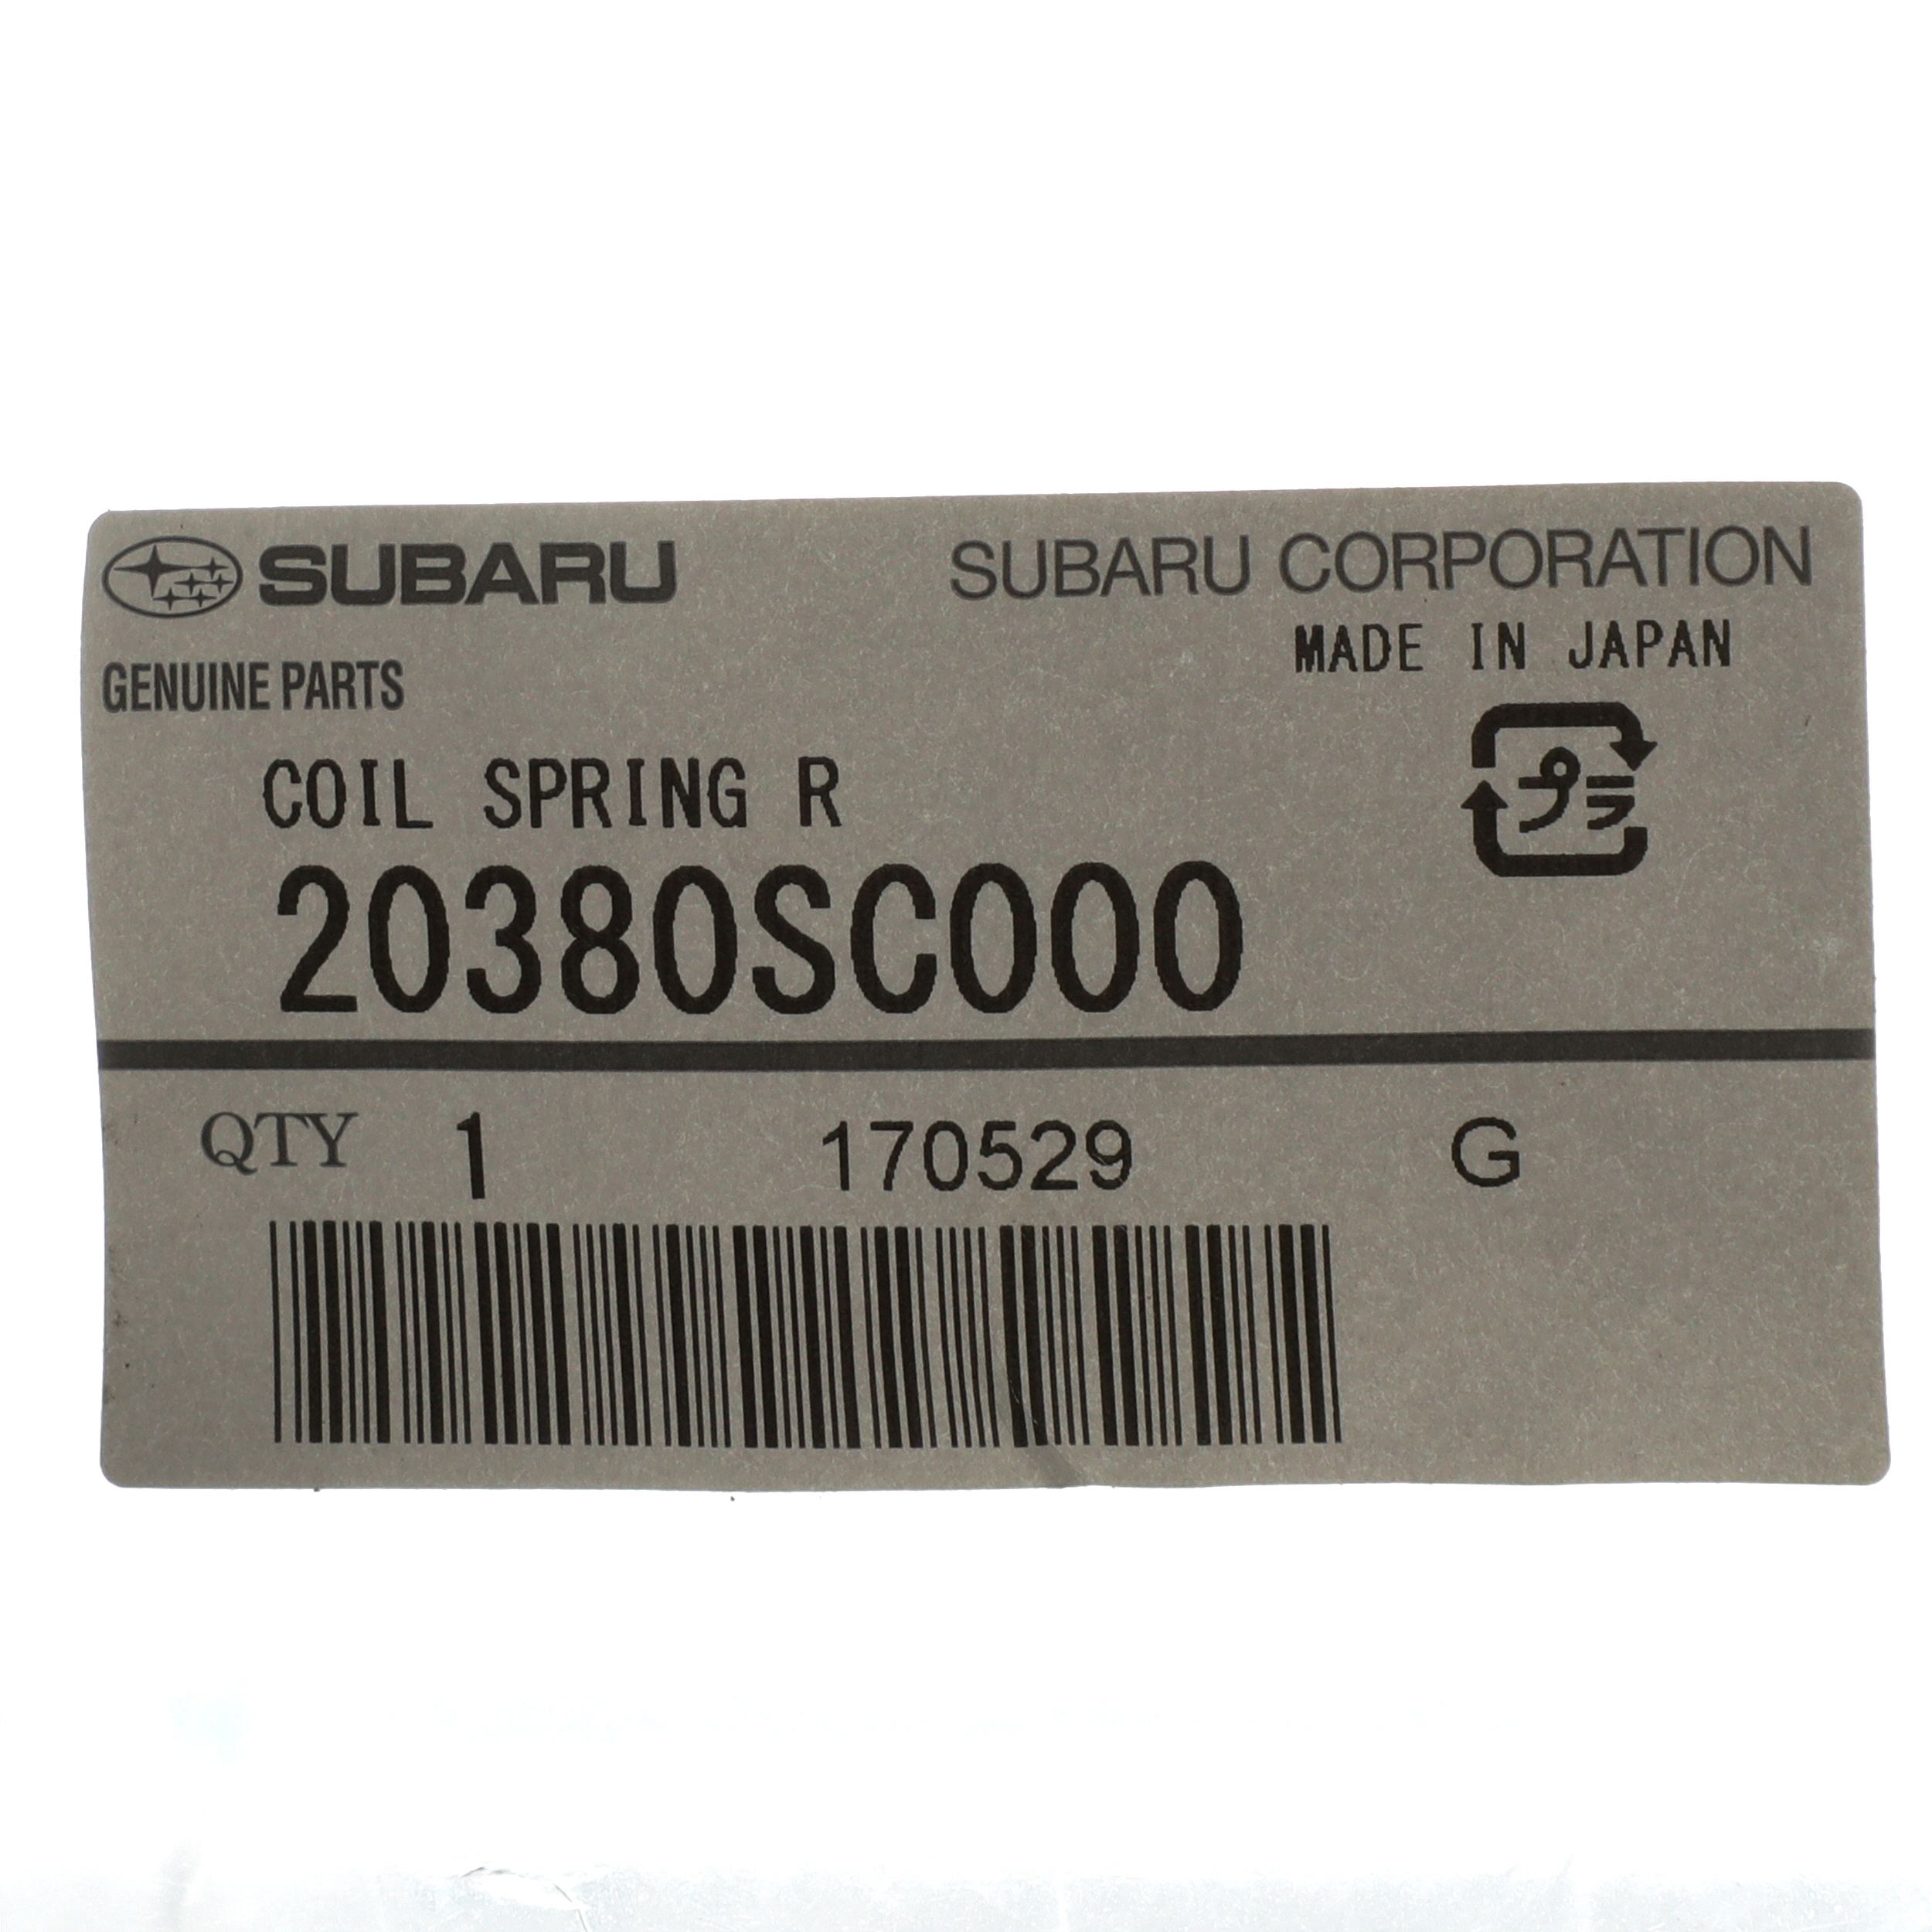 SUBARU SUBARU CORPORATION
MADE IN JAPAN
GENUINE PARTS
プラ
COIL SPRING R
20380SC000
QTY 1 170529 G